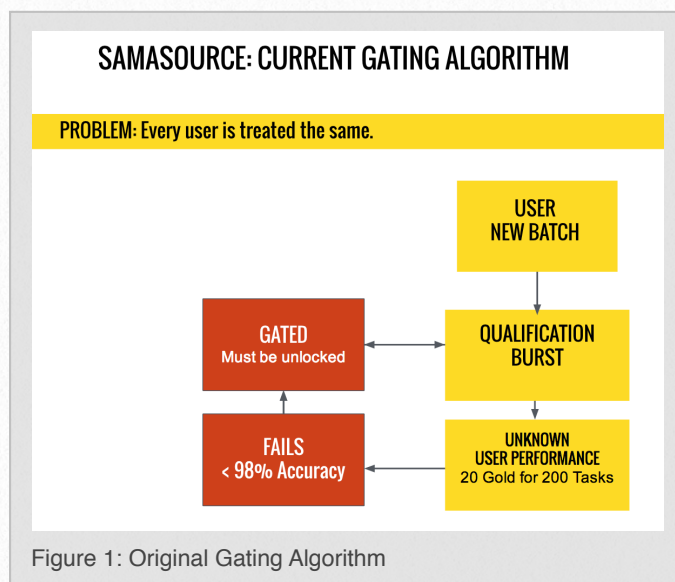 SAMASOURCE: CURRENT GATING ALGORITHM
PROBLEM: Every user is treated the same.
USER
NEW BATCH
GATED
Must be unlocked
QUALIFICATION
BURST
FAILS
< 98% Accuracy
UNKNOWN
USER PERFORMANCE
20 Gold for 200 Tasks
Figure 1: Original Gating Algorithm